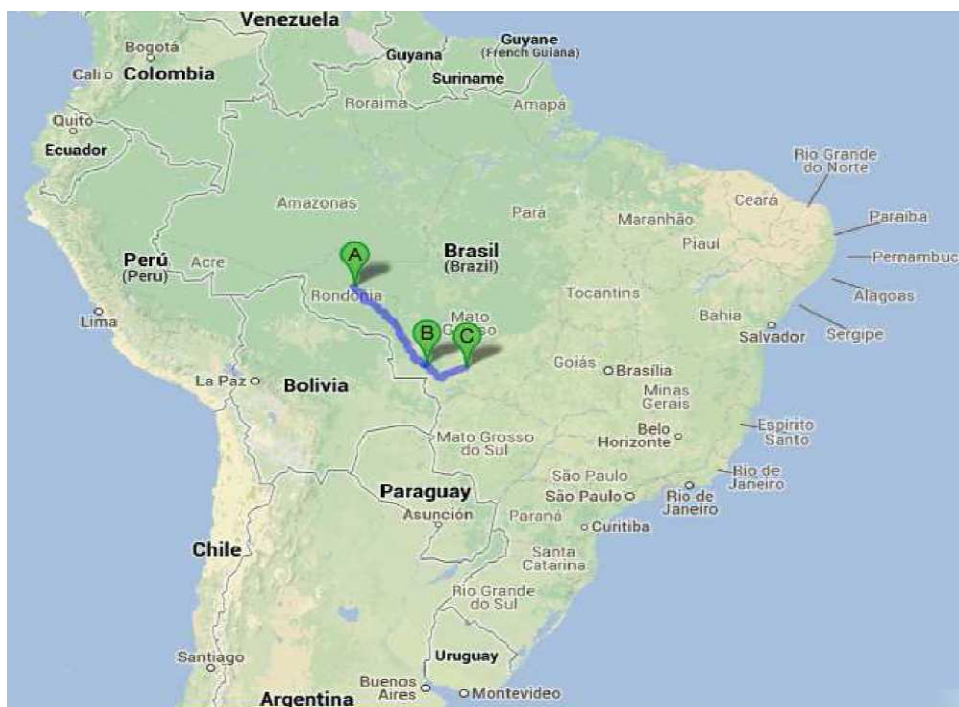 Venezuela
Guyane
(French Guiana)
Bogotá
Guyana
Cali
Colombia
Suriname
Roraima
Amapá
Quito
Ecuador
Rio Grande
do Norte
Amazonas
Pará
Ceará
Maranhão
Paraíba
Piauí
Perú
(Peru)
Acre
A
Brasil
(Brazil)
Pernambuc
Rondônia
Tocantins
Alagoas
Lima
Mato
Grosso
Bahia
Sergipe
B
C
Salvador
La Paz
Bolivia
Goiás
Brasília
Minas
Gerais
Mato Grosso
do Sul
Belo
Horizonte
Espírito
Santo
São Paulo
Rio de
Janeiro
Paraguay
São Paulo
Rio de
Janeiro
Asunción
Paraná
Curitiba
Chile
Santa
Catarina
Rio Grande
do Sul
Santiago
Uruguay
Buenos
Aires
Montevideo
Argentina